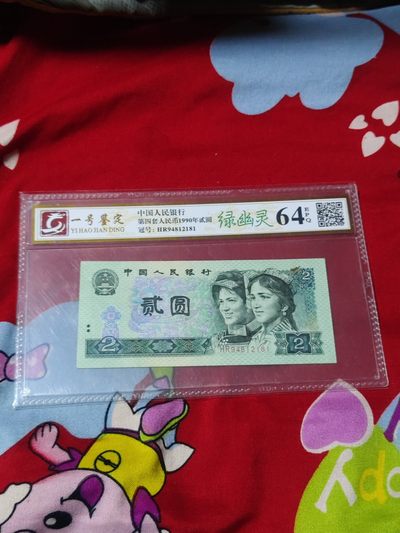 一号鉴定
YI HAO JIAN DING
中国人民银行
第四套人民币1990年贰圆
冠号: HR94812181
绿幽灵
64
EPQ
中国人民银行
贰圆
2
2
HR94812181